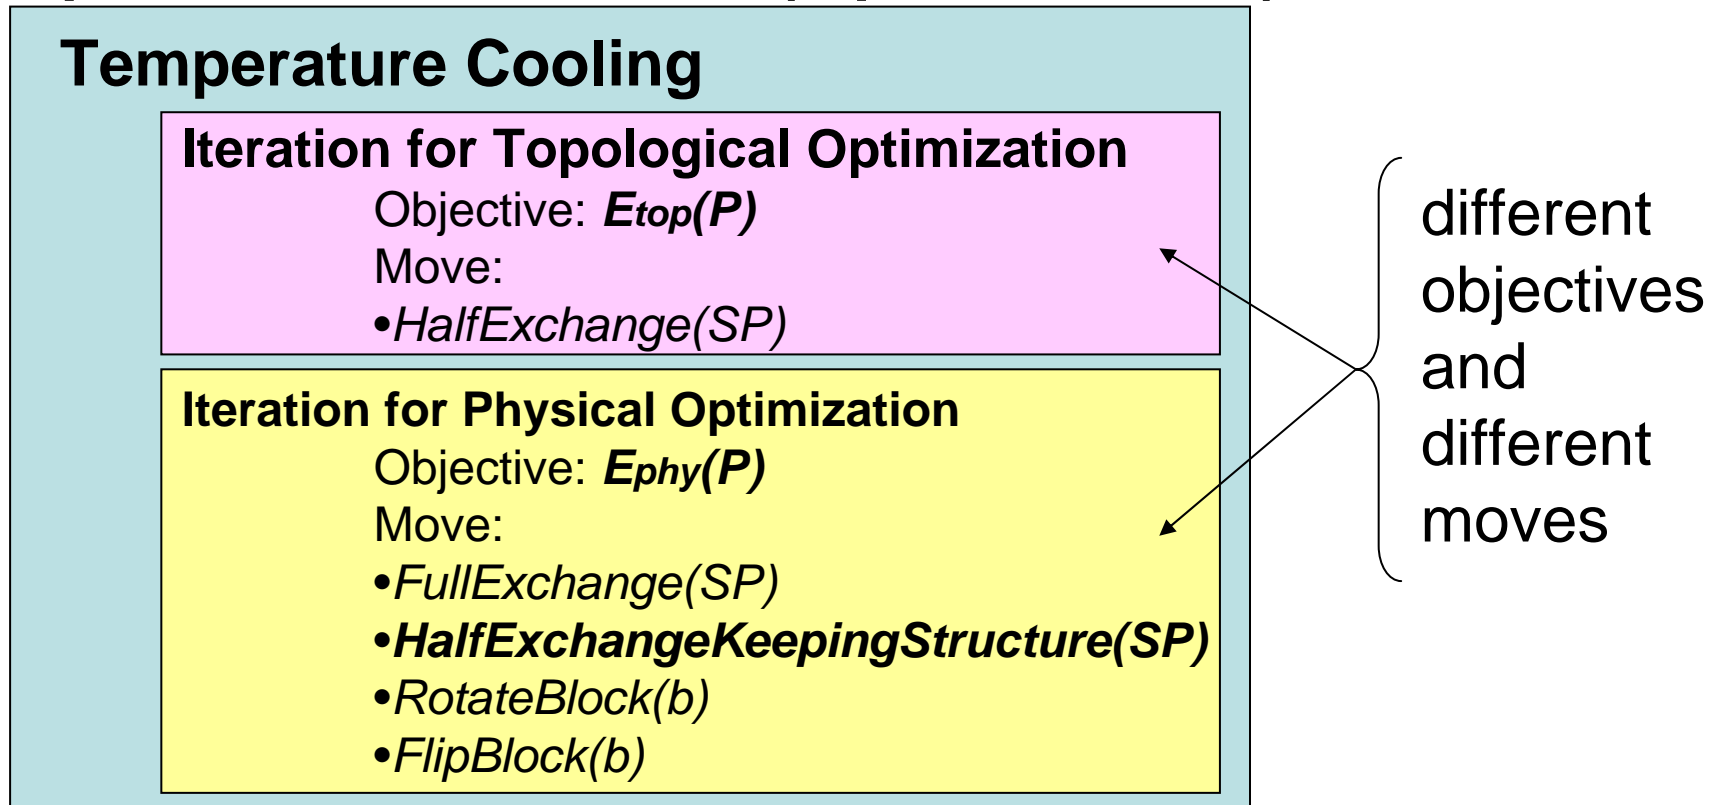 Temperature Cooling
Iteration for Topological Optimization
Objective: Etop(P)
Move:
•HalfExchange(SP)
Iteration for Physical Optimization
Objective: Ephy(P)
Move:
•FullExchange(SP)
•HalfExchangeKeepingStructure(SP)
•RotateBlock(b)
•FlipBlock(b)
different
objectives
and
different
moves